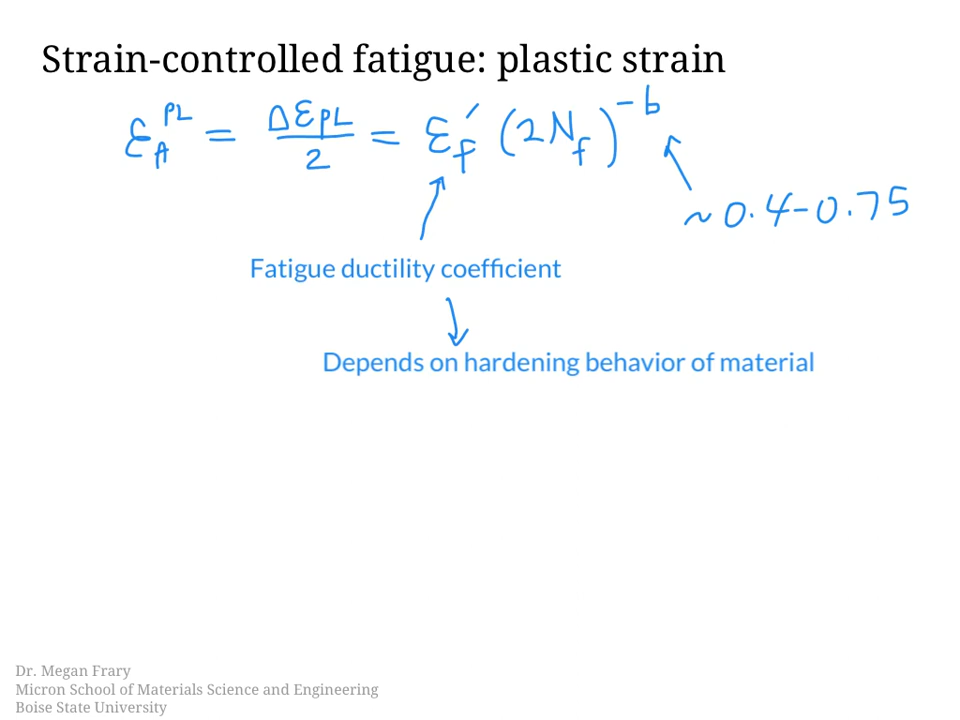 Strain-controlled fatigue: plastic strain
ε_A^PL = Δε_PL/2 = ε_f′ (2N_f)^-b
~ 0.4-0.75
Fatigue ductility coefficient
Depends on hardening behavior of material
Dr. Megan Frary
Micron School of Materials Science and Engineering
Boise State University